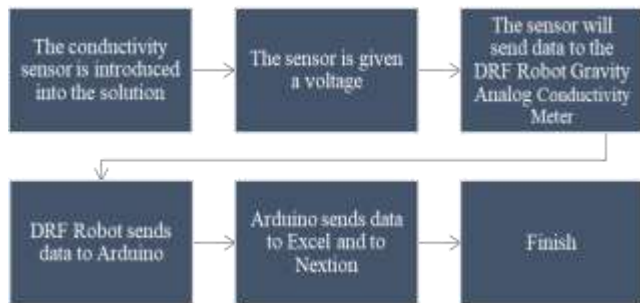 The conductivity
sensor is introduced
into the solution
The sensor is given
a voltage
The sensor will
send data to the
DRF Robot Gravity
Analog Conductivity
Meter
DRF Robot sends
data to Arduino
Arduino sends data
to Excel and to
Nextion
Finish